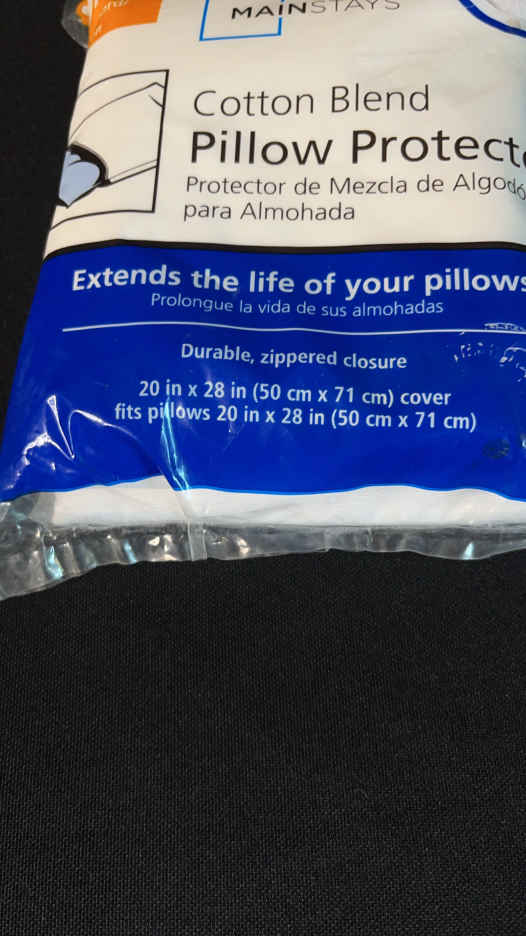 MAINSTAYS
Cotton Blend
Pillow Protect
Protector de Mezcla de Algodó
para Almohada
Extends the life of your pillows
Prolongue la vida de sus almohadas
Durable, zippered closure
20 in x 28 in (50 cm x 71 cm) cover
fits pillows 20 in x 28 in (50 cm x 71 cm)